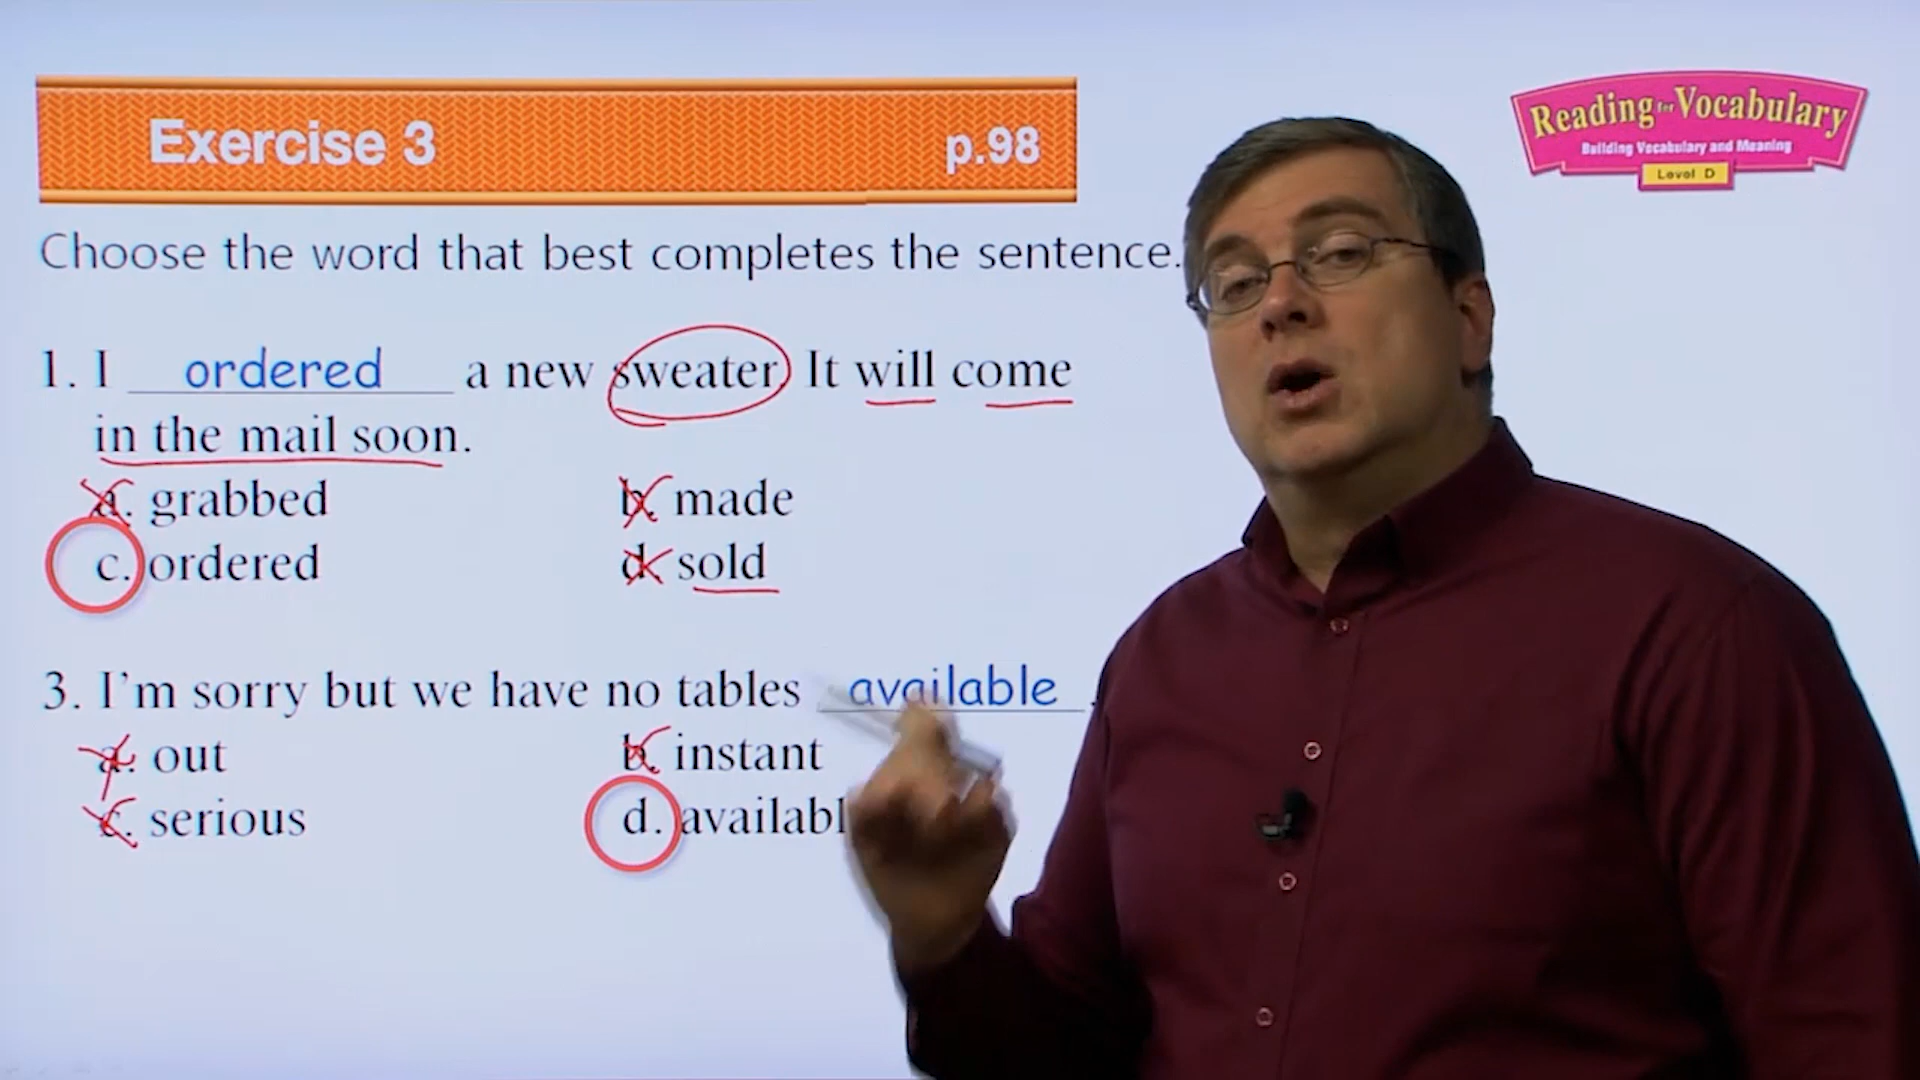 Exercise 3 p.98
Reading for Vocabulary
Building Vocabulary and Meaning
Level D
Choose the word that best completes the sentence.
1. I ordered a new sweater. It will come
in the mail soon.
a. grabbed b. made
c. ordered d. sold
3. I'm sorry but we have no tables available.
a. out b. instant
c. serious d. availabl